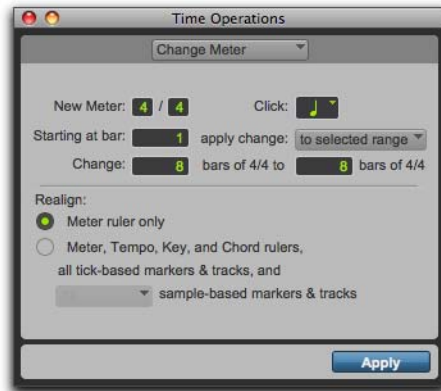 Time Operations
Change Meter
New Meter: 4 / 4 Click:
Starting at bar: 1 apply change: to selected range
Change: 8 bars of 4/4 to 8 bars of 4/4
Realign:
Meter ruler only
Meter, Tempo, Key, and Chord rulers,
all tick-based markers & tracks, and
sample-based markers & tracks
Apply